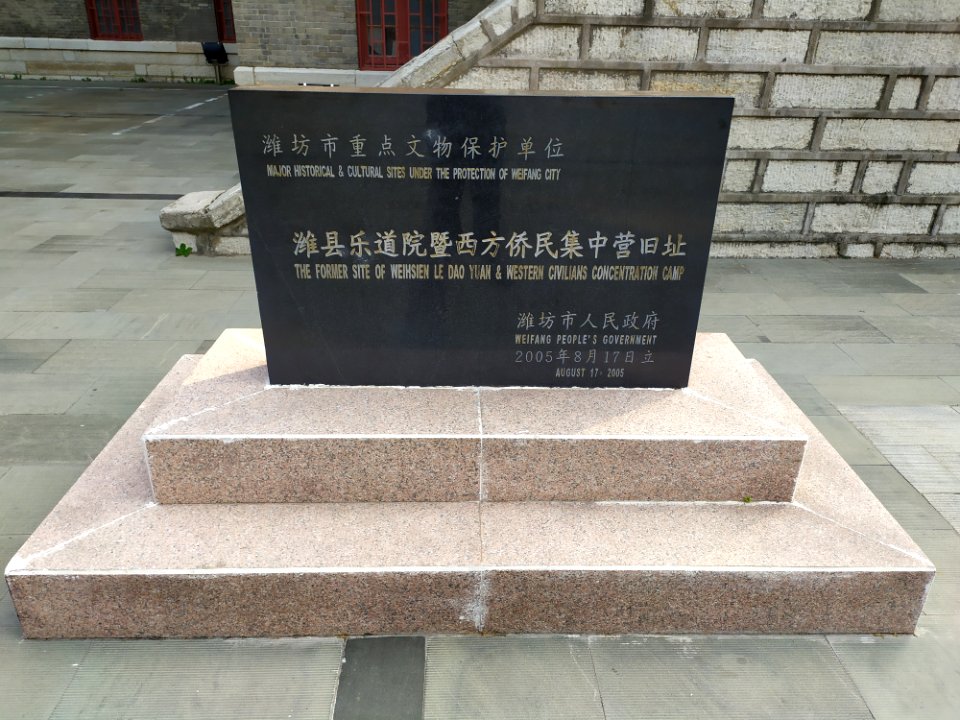 潍坊市重点文物保护单位
MAJOR HISTORICAL & CULTURAL SITES UNDER THE PROTECTION OF WEIFANG CITY
潍县乐道院暨西方侨民集中营旧址
THE FORMER SITE OF WEIHSIEN LE DAO YUAN & WESTERN CIVILIANS CONCENTRATION CAMP
潍坊市人民政府
WEIFANG PEOPLE'S GOVERNMENT
2005年8月17日立
AUGUST 17, 2005